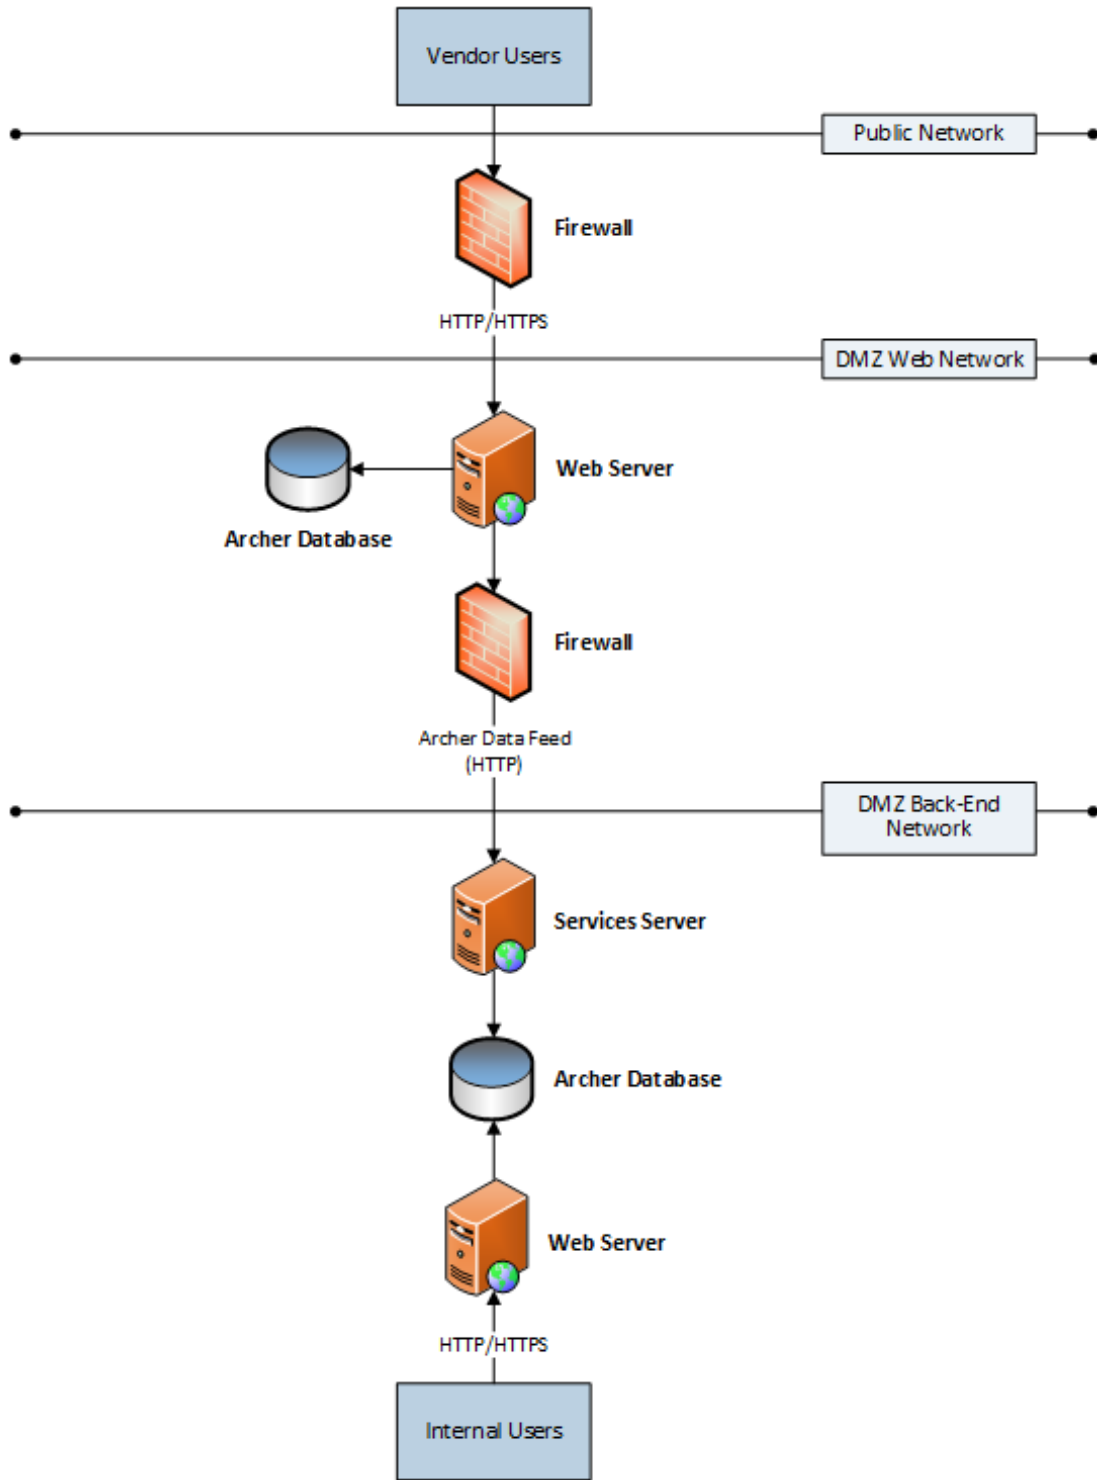 Vendor Users
Public Network
Firewall
HTTP/HTTPS
DMZ Web Network
Web Server
Archer Database
Firewall
Archer Data Feed
(HTTP)
DMZ Back-End
Network
Services Server
Archer Database
Web Server
HTTP/HTTPS
Internal Users